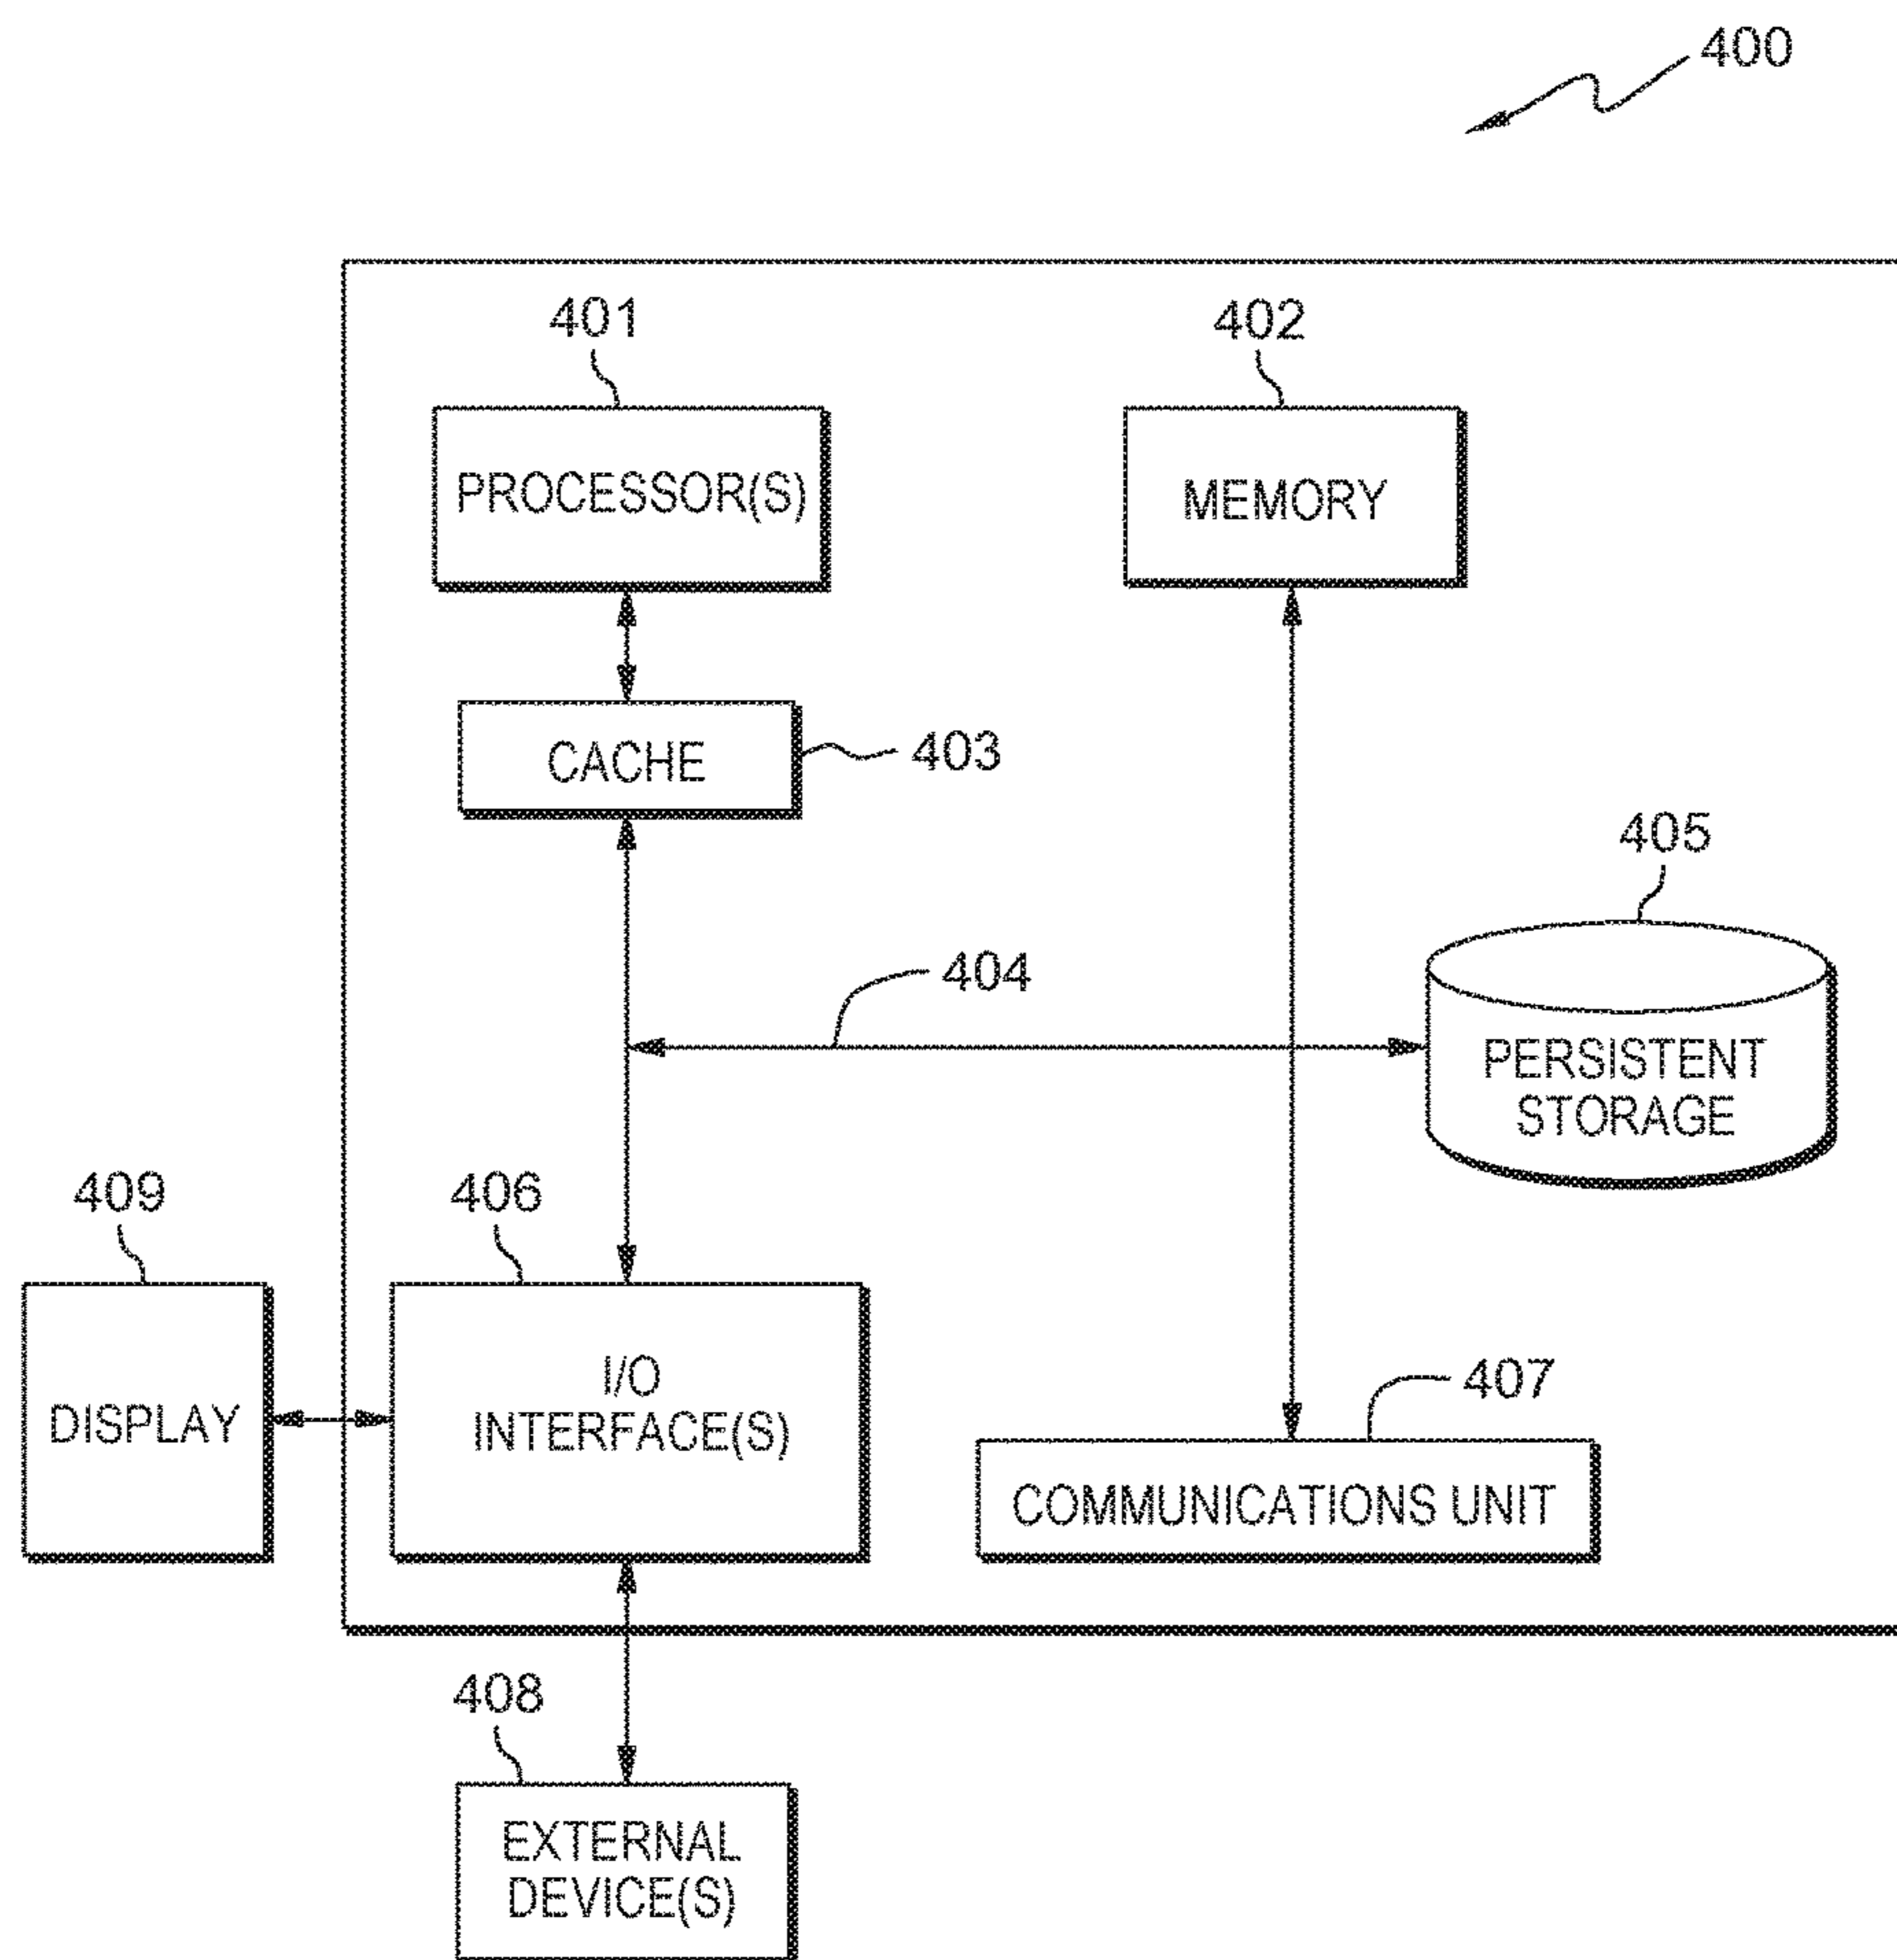 400
401
402
PROCESSOR(S)
MEMORY
CACHE
403
405
404
PERSISTENT
STORAGE
409
406
I/O
INTERFACE(S)
DISPLAY
407
COMMUNICATIONS UNIT
408
EXTERNAL
DEVICE(S)